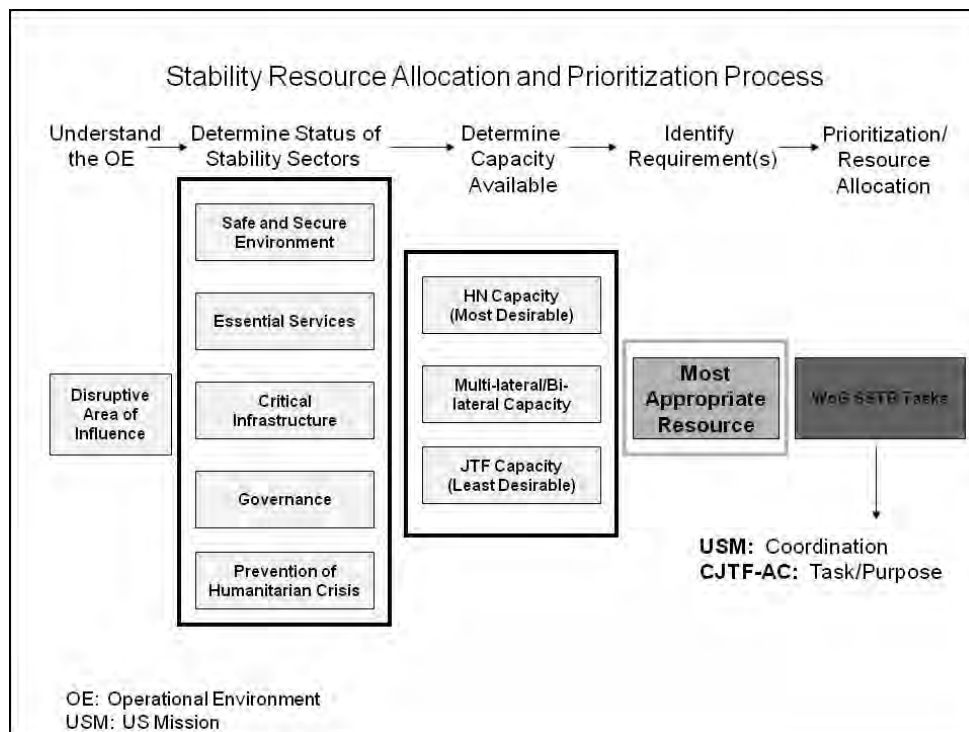 Stability Resource Allocation and Prioritization Process
Understand
the OE
Determine Status of
Stability Sectors
Determine
Capacity
Available
Identify
Requirement(s)
Prioritization/
Resource
Allocation
Disruptive
Area of
Influence
Safe and Secure
Environment
Essential Services
Critical
Infrastructure
Governance
Prevention of
Humanitarian Crisis
HN Capacity
(Most Desirable)
Multi-lateral/Bi-
lateral Capacity
JTF Capacity
(Least Desirable)
Most
Appropriate
Resource
WoG SSTR Tasks
USM: Coordination
CJTF-AC: Task/Purpose
OE: Operational Environment
USM: US Mission